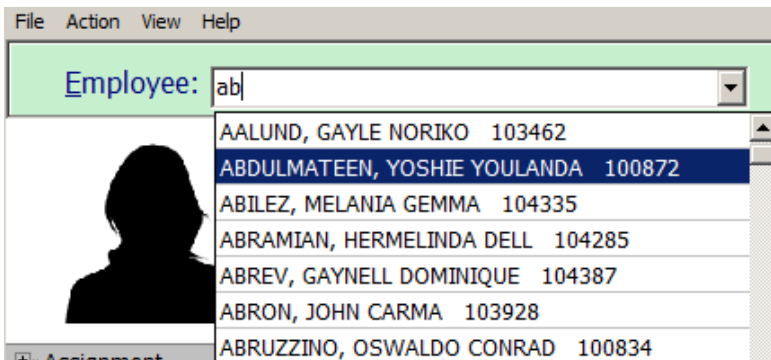 File Action View Help
Employee: ab
AALUND, GAYLE NORIKO 103462
ABDULMATEEN, YOSHIE YOULANDA 100872
ABILEZ, MELANIA GEMMA 104335
ABRAMIAN, HERMELINDA DELL 104285
ABREV, GAYNELL DOMINIQUE 104387
ABRON, JOHN CARMA 103928
ABRUZZINO, OSWALDO CONRAD 100834
Assignment